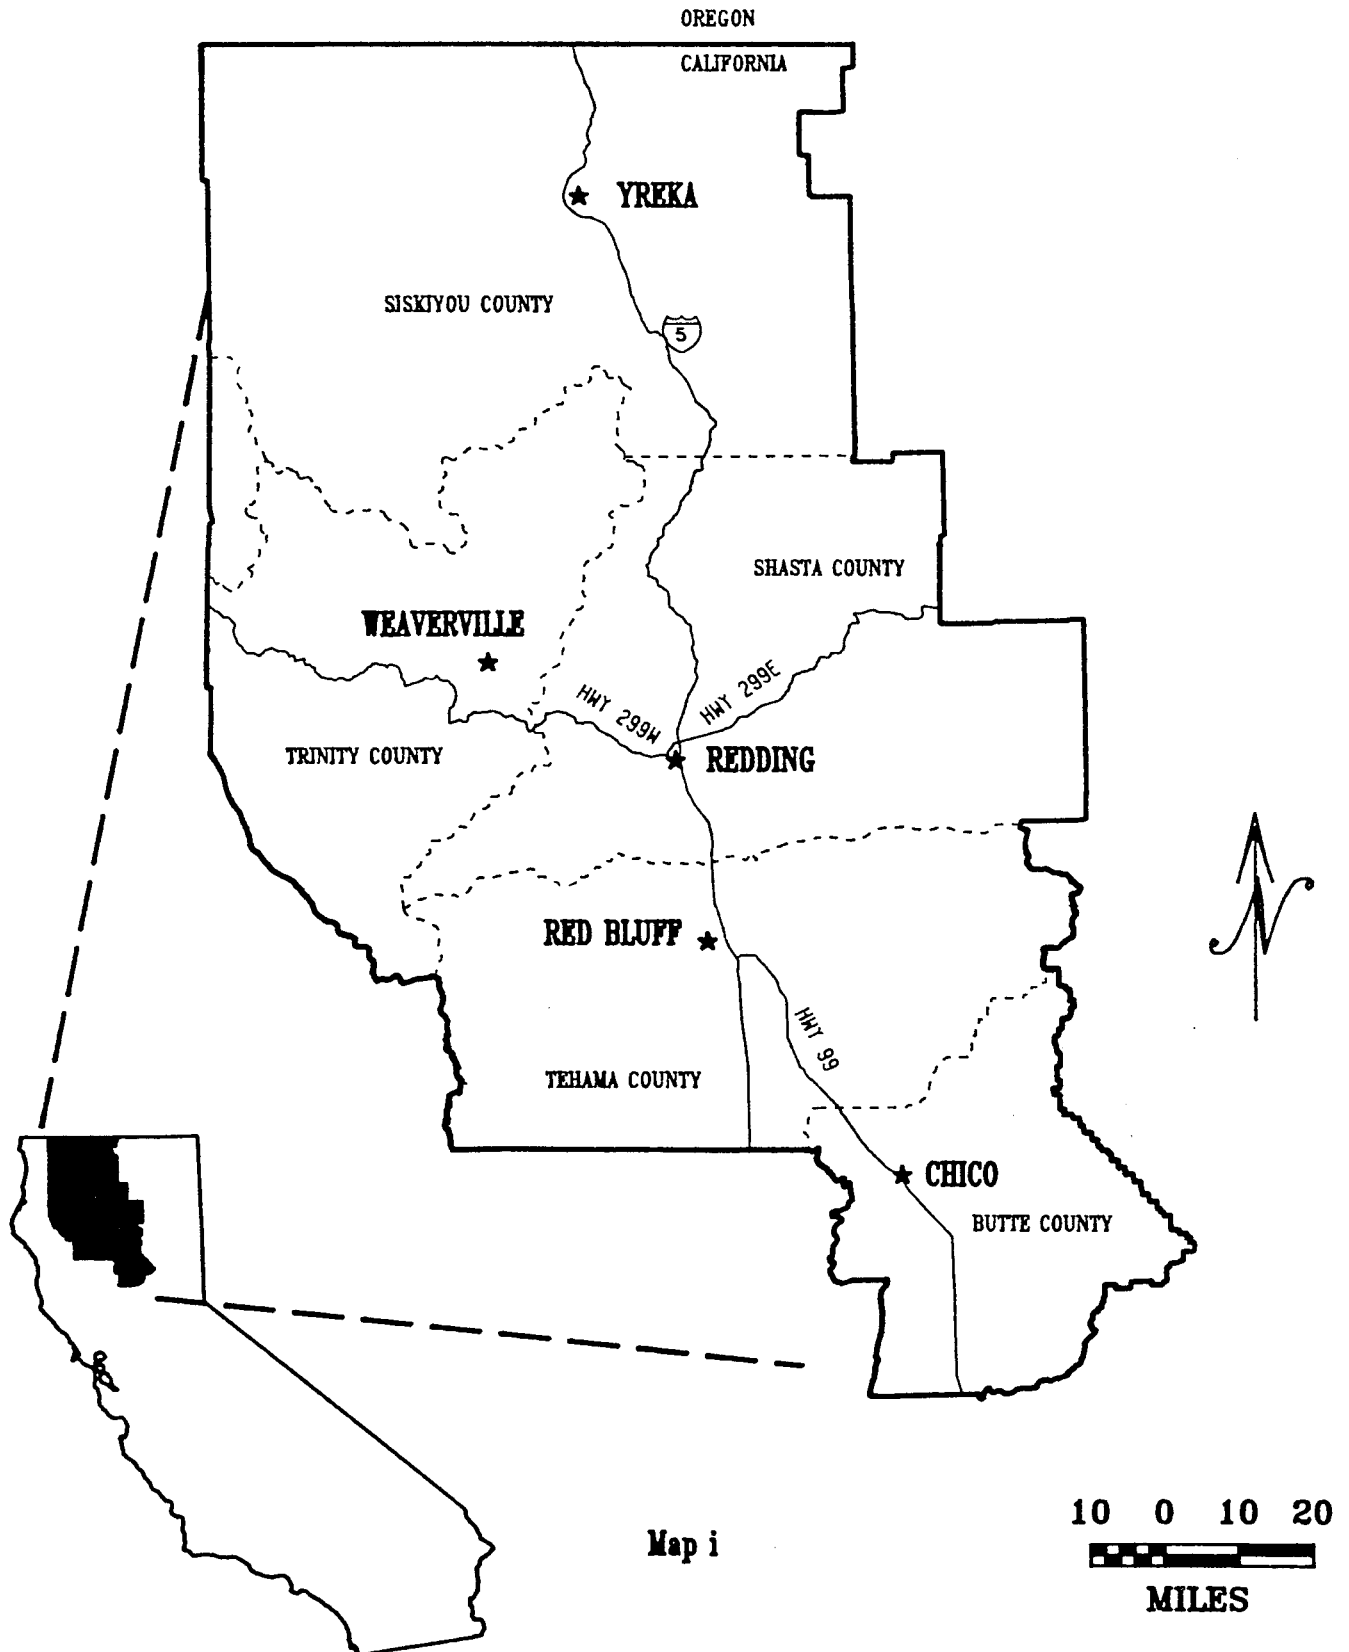 OREGON
CALIFORNIA
YREKA
SISKIYOU COUNTY
5
SHASTA COUNTY
WEAVERVILLE
HWY 299W
HWY 299E
TRINITY COUNTY
REDDING
N
RED BLUFF
HWY 99
TEHAMA COUNTY
CHICO
BUTTE COUNTY
10 0 10 20
Map i
MILES